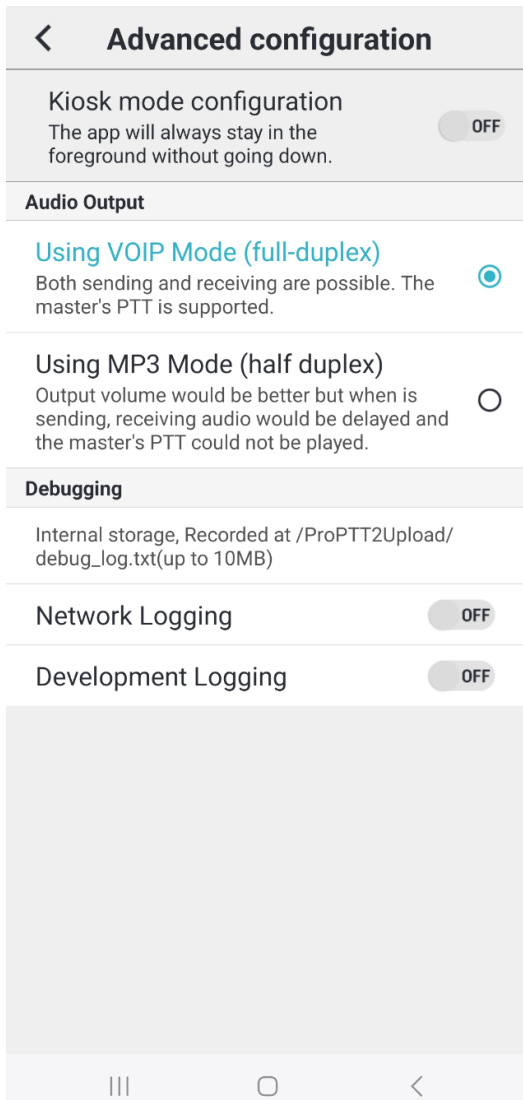 Advanced configuration
Kiosk mode configuration
The app will always stay in the
foreground without going down.
OFF
Audio Output
Using VOIP Mode (full-duplex)
Both sending and receiving are possible. The
master's PTT is supported.
Using MP3 Mode (half duplex)
Output volume would be better but when is
sending, receiving audio would be delayed and
the master's PTT could not be played.
Debugging
Internal storage, Recorded at /ProPTT2Upload/
debug_log.txt(up to 10MB)
Network Logging
OFF
Development Logging
OFF